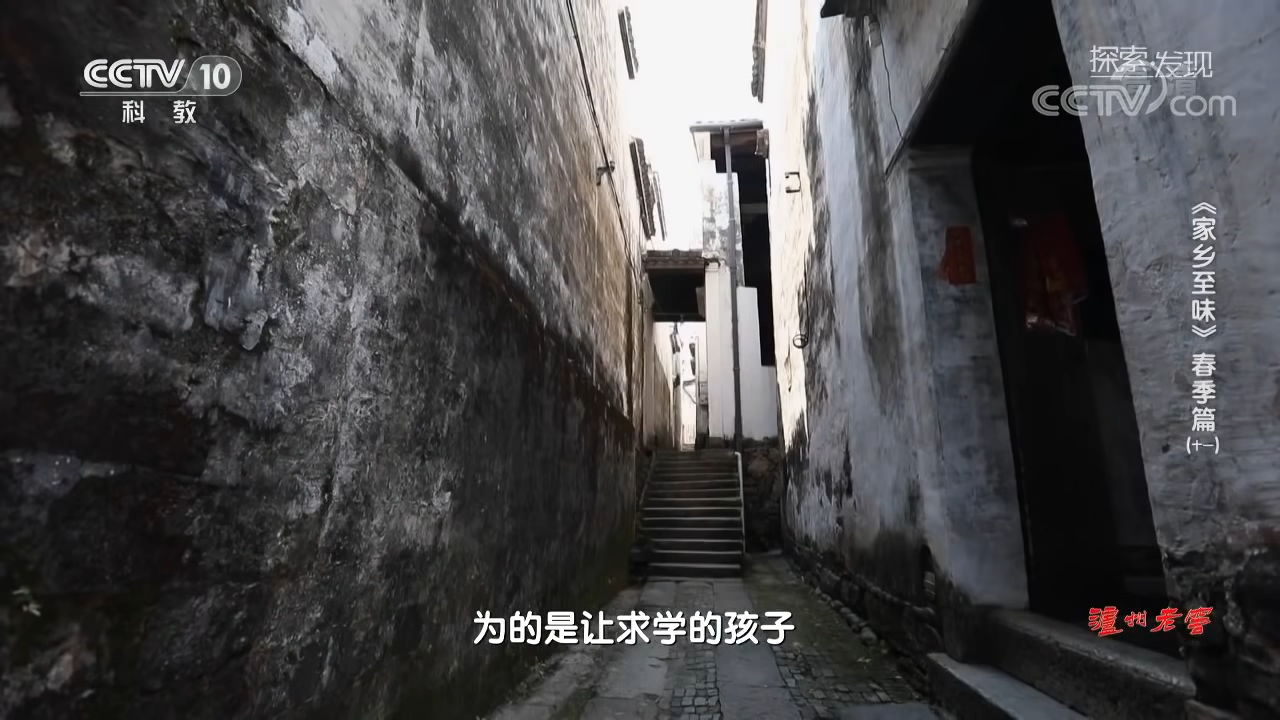 CCTV 10
科教
探索·发现
CCTV.com
《家乡至味》春季篇
(十一)
泸州老窖
为的是让求学的孩子